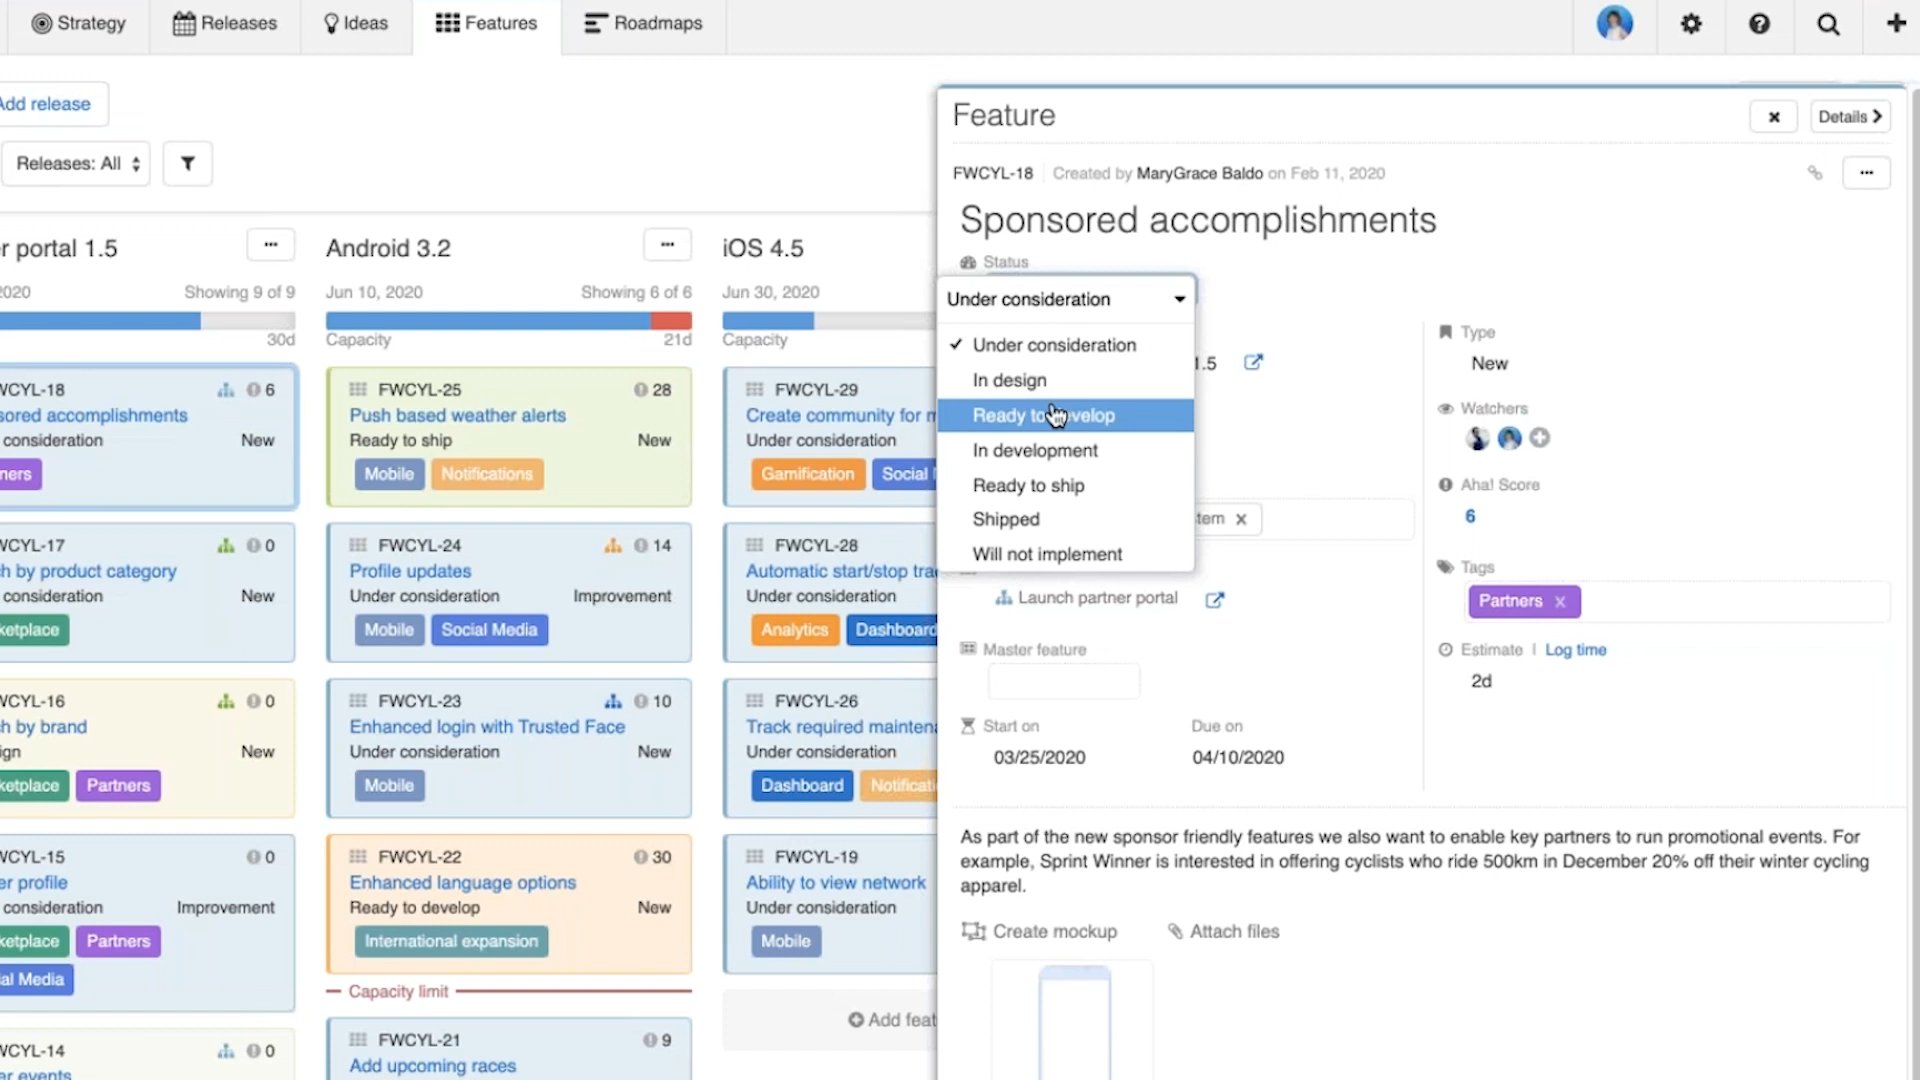 Strategy
Releases
Ideas
Features
Roadmaps
Add release
Releases: All
r portal 1.5
2020
Showing 9 of 9
30d
WCYL-18
6
sored accomplishments
consideration
New
ners
WCYL-17
0
h by product category
consideration
New
ketplace
WCYL-16
0
h by brand
ign
New
ketplace
Partners
WCYL-15
0
er profile
consideration
Improvement
ketplace
Partners
ial Media
WCYL-14
0
er events
Android 3.2
Jun 10, 2020
Showing 6 of 6
Capacity
21d
FWCYL-25
28
Push based weather alerts
Ready to ship
New
Mobile
Notifications
FWCYL-24
14
Profile updates
Under consideration
Improvement
Mobile
Social Media
FWCYL-23
10
Enhanced login with Trusted Face
Under consideration
New
Mobile
FWCYL-22
30
Enhanced language options
Ready to develop
New
International expansion
Capacity limit
FWCYL-21
9
Add upcoming races
iOS 4.5
Jun 30, 2020
Capacity
FWCYL-29
Create community for m
Under consideration
Gamification
Social
FWCYL-28
Automatic start/stop tra
Under consideration
Analytics
Dashboard
FWCYL-26
Track required mainten
Under consideration
Dashboard
Notificati
FWCYL-19
Ability to view network
Under consideration
Mobile
Add feat
Feature
Details
FWCYL-18
Created by MaryGrace Baldo on Feb 11, 2020
Sponsored accomplishments
Status
Under consideration
Under consideration
In design
Ready to develop
In development
Ready to ship
Shipped
Will not implement
1.5
tem
Launch partner portal
Master feature
Start on
Due on
03/25/2020
04/10/2020
Type
New
Watchers
Aha! Score
6
Tags
Partners
Estimate | Log time
2d
As part of the new sponsor friendly features we also want to enable key partners to run promotional events. For
example, Sprint Winner is interested in offering cyclists who ride 500km in December 20% off their winter cycling
apparel.
Create mockup
Attach files